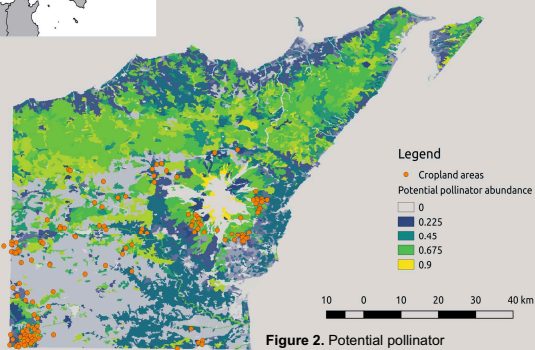 Legend
Cropland areas
Potential pollinator abundance
0
0.225
0.45
0.675
0.9
10 0 10 20 30 40 km
Figure 2. Potential pollinator